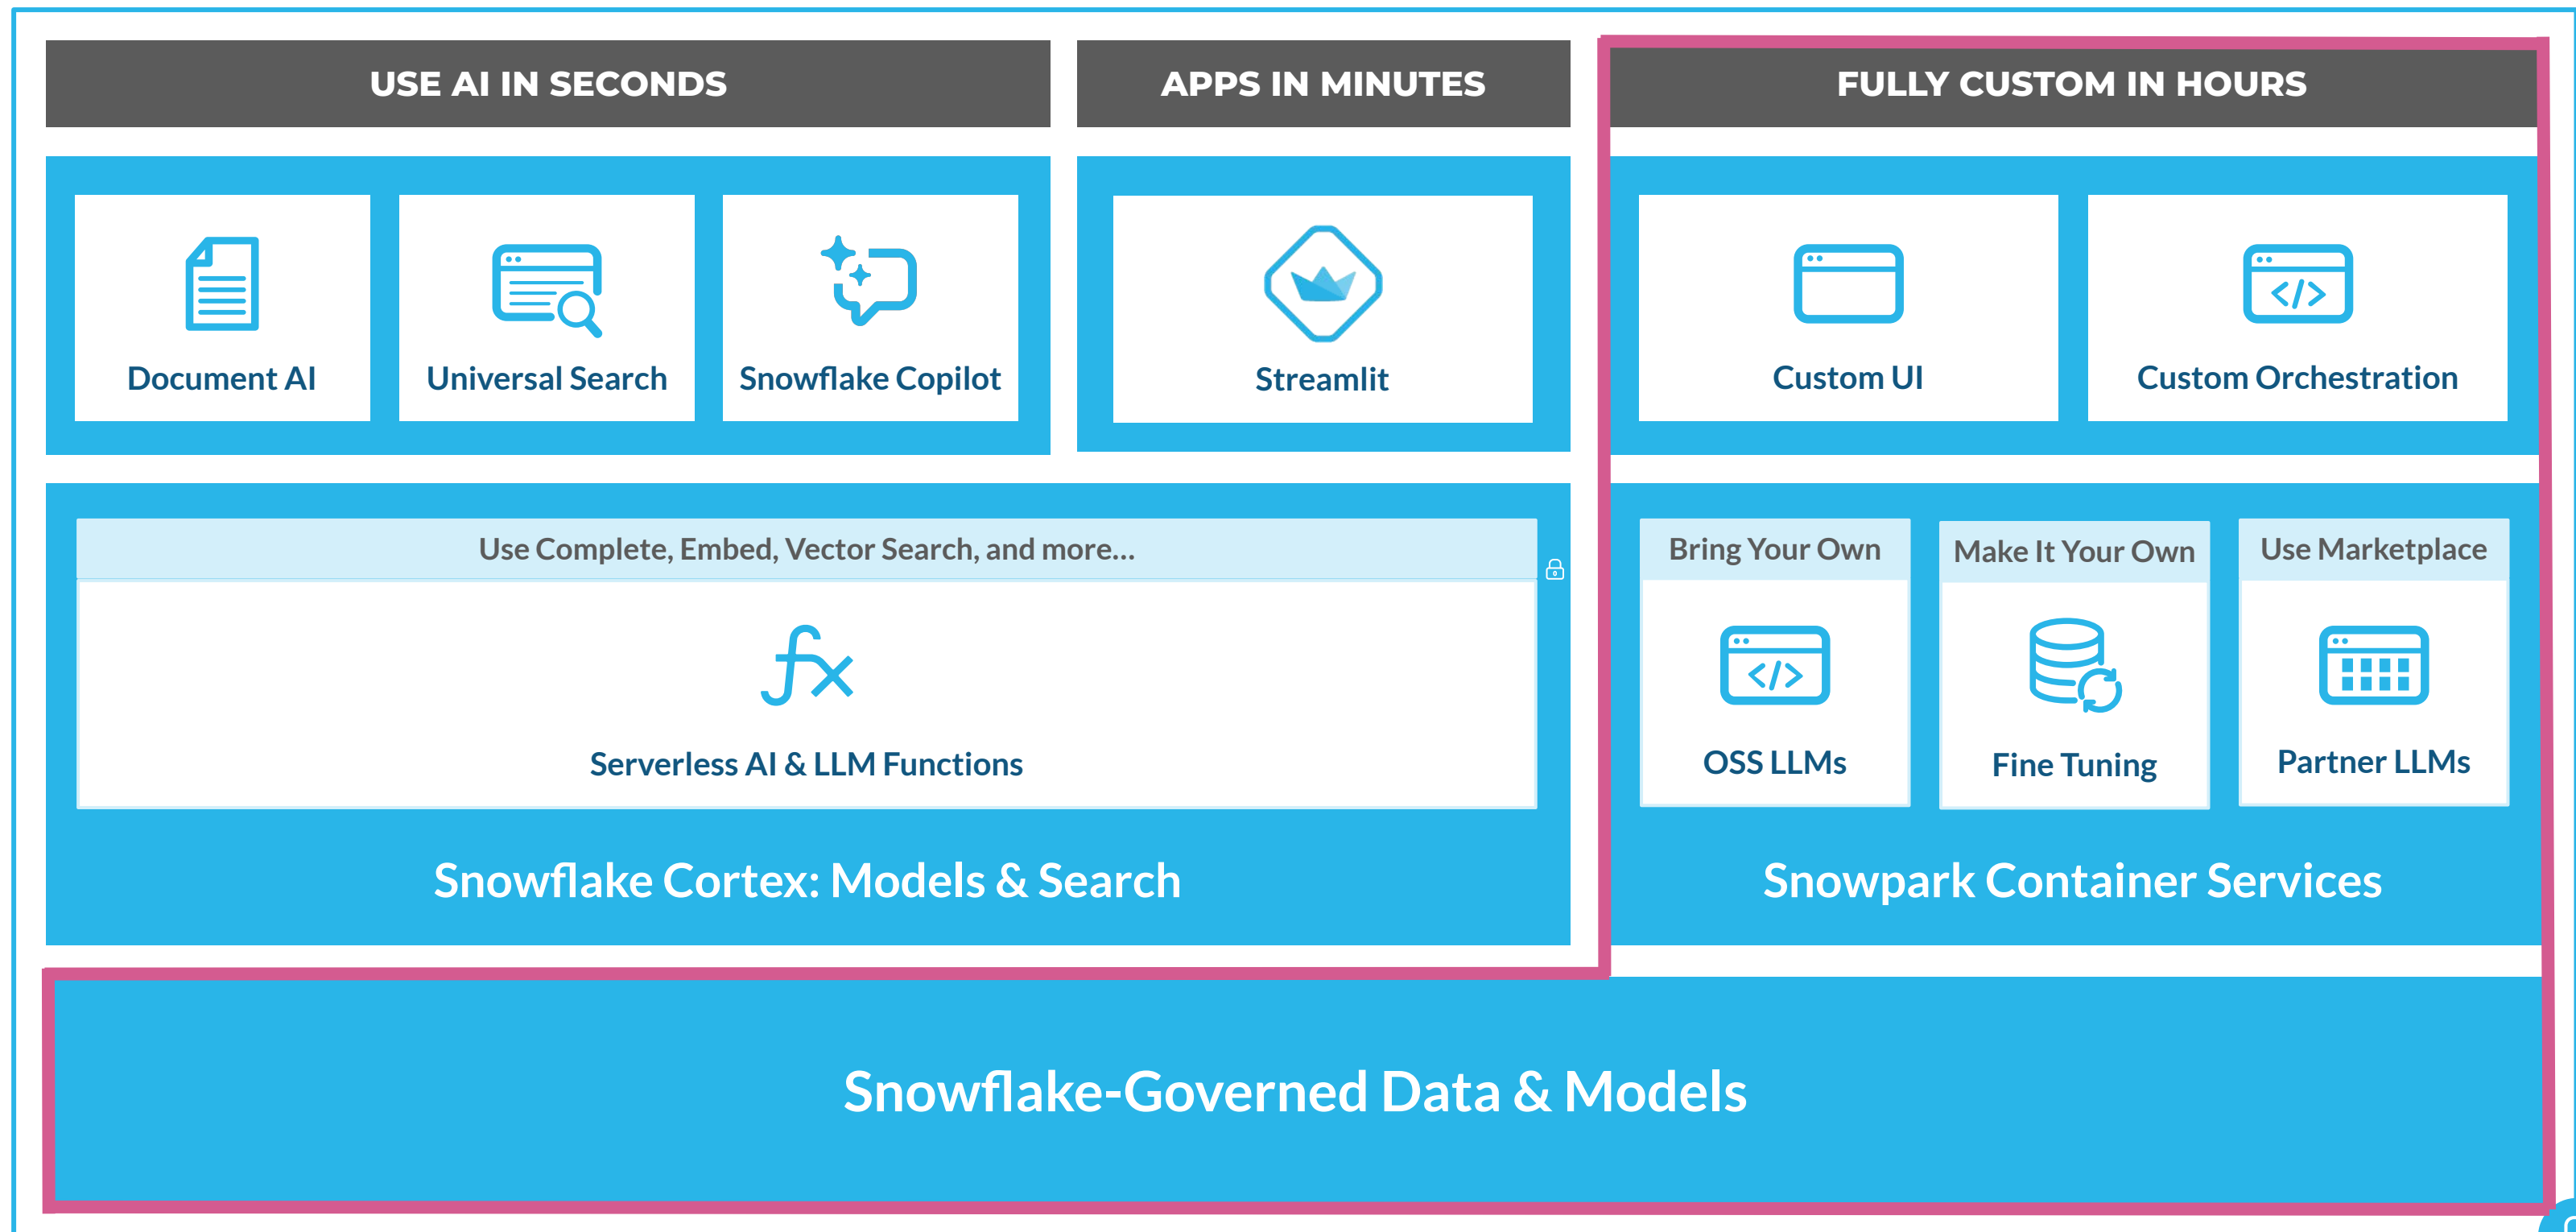 USE AI IN SECONDS
APPS IN MINUTES
FULLY CUSTOM IN HOURS
Document AI
Universal Search
Snowflake Copilot
Streamlit
Custom UI
Custom Orchestration
Use Complete, Embed, Vector Search, and more...
Serverless AI & LLM Functions
Snowflake Cortex: Models & Search
Bring Your Own
OSS LLMs
Make It Your Own
Fine Tuning
Use Marketplace
Partner LLMs
Snowpark Container Services
Snowflake-Governed Data & Models